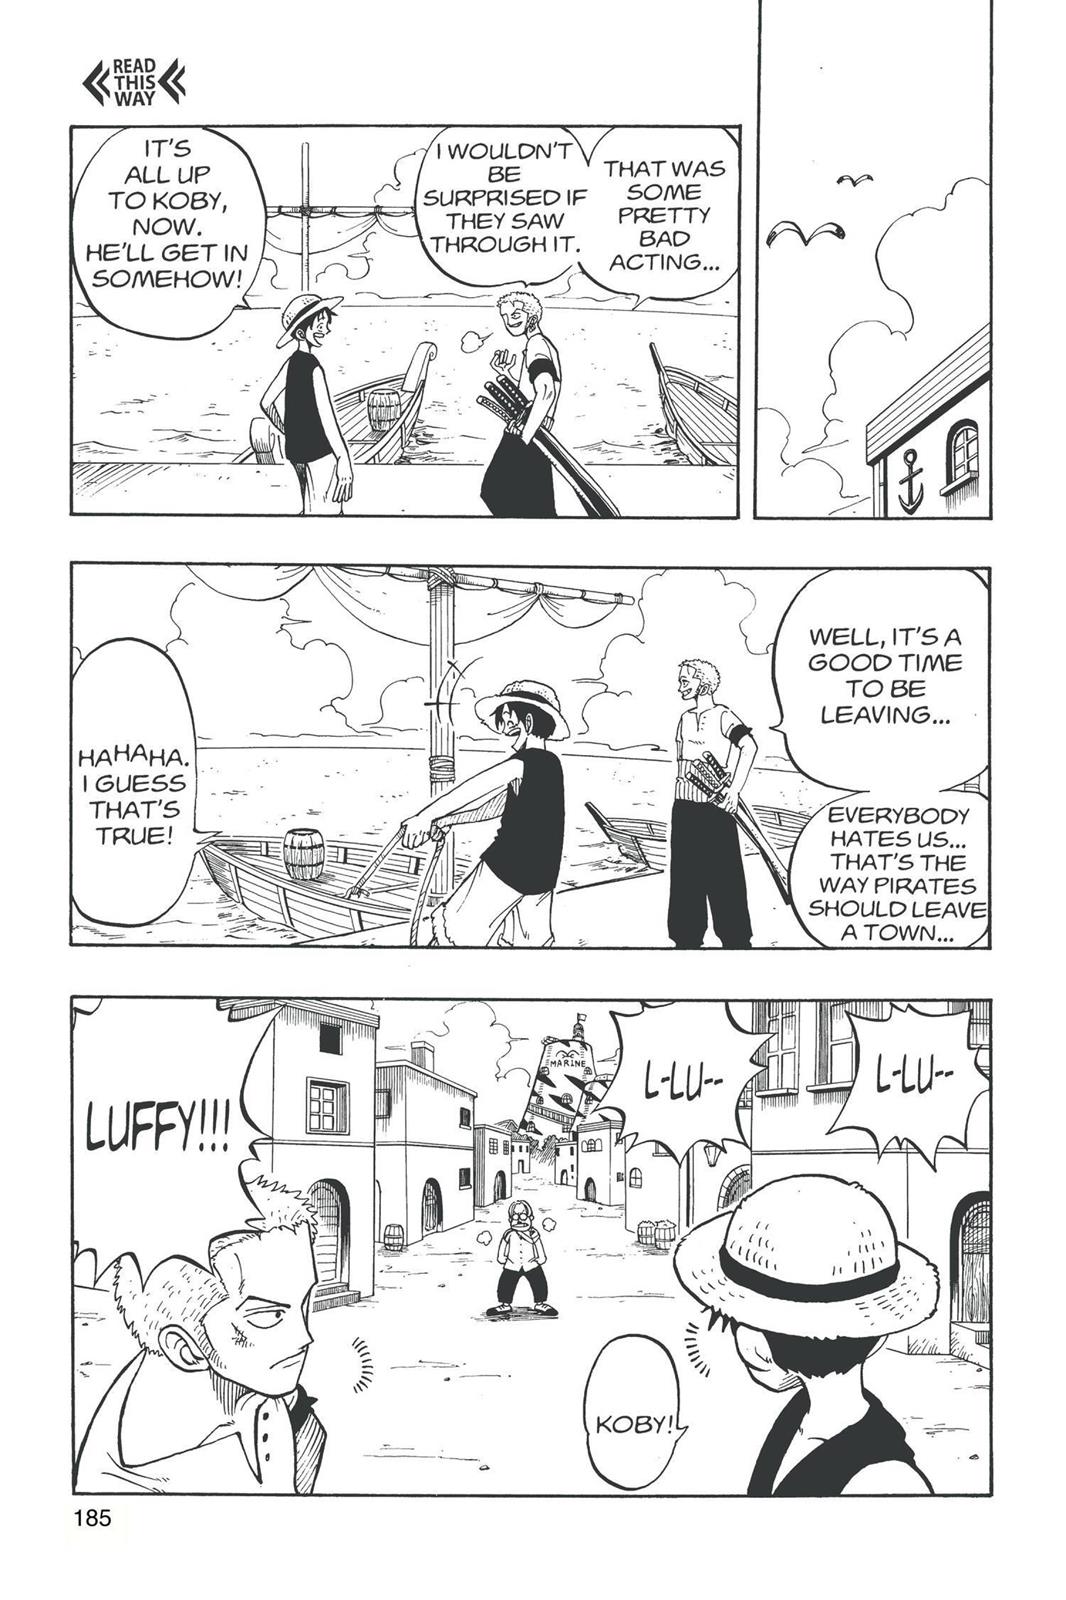 READ
THIS
WAY
THAT WAS
SOME
PRETTY
BAD
ACTING...
I WOULDN'T
BE
SURPRISED IF
THEY SAW
THROUGH IT.
IT'S
ALL UP
TO KOBY,
NOW.
HE'LL GET IN
SOMEHOW!
WELL, IT'S A
GOOD TIME
TO BE
LEAVING...
EVERYBODY
HATES US...
THAT'S THE
WAY PIRATES
SHOULD LEAVE
A TOWN...
HAHAHA.
I GUESS
THAT'S
TRUE!
L-LU--
L-LU--
MARINE
LUFFY!!!
KOBY!
185